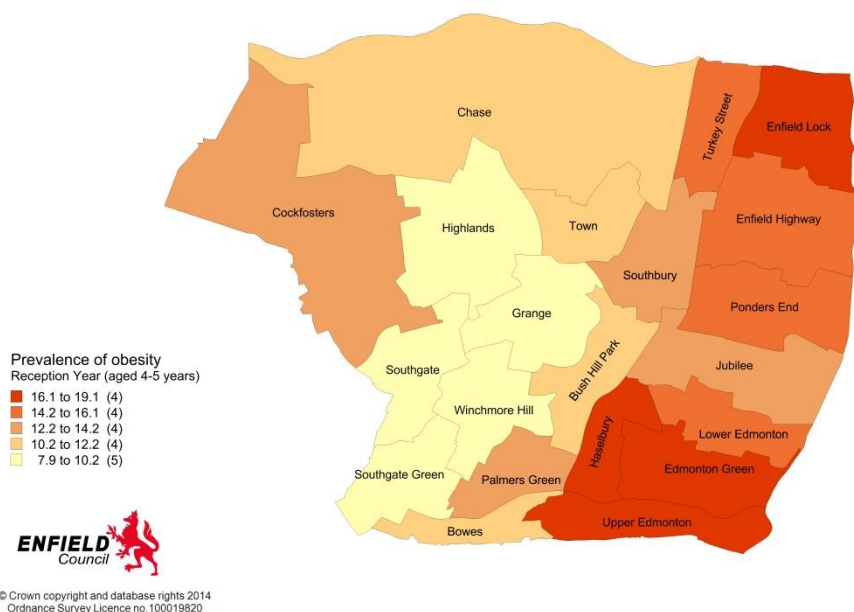 Chase
Turkey Street
Enfield Lock
Cockfosters
Highlands
Town
Enfield Highway
Southbury
Grange
Ponders End
Southgate
Bush Hill Park
Jubilee
Winchmore Hill
Haselbury
Lower Edmonton
Southgate Green
Palmers Green
Edmonton Green
Bowes
Upper Edmonton
Prevalence of obesity
Reception Year (aged 4-5 years)
16.1 to 19.1 (4)
14.2 to 16.1 (4)
12.2 to 14.2 (4)
10.2 to 12.2 (4)
7.9 to 10.2 (5)
ENFIELD
Council
© Crown copyright and database rights 2014
Ordnance Survey Licence no.100019820